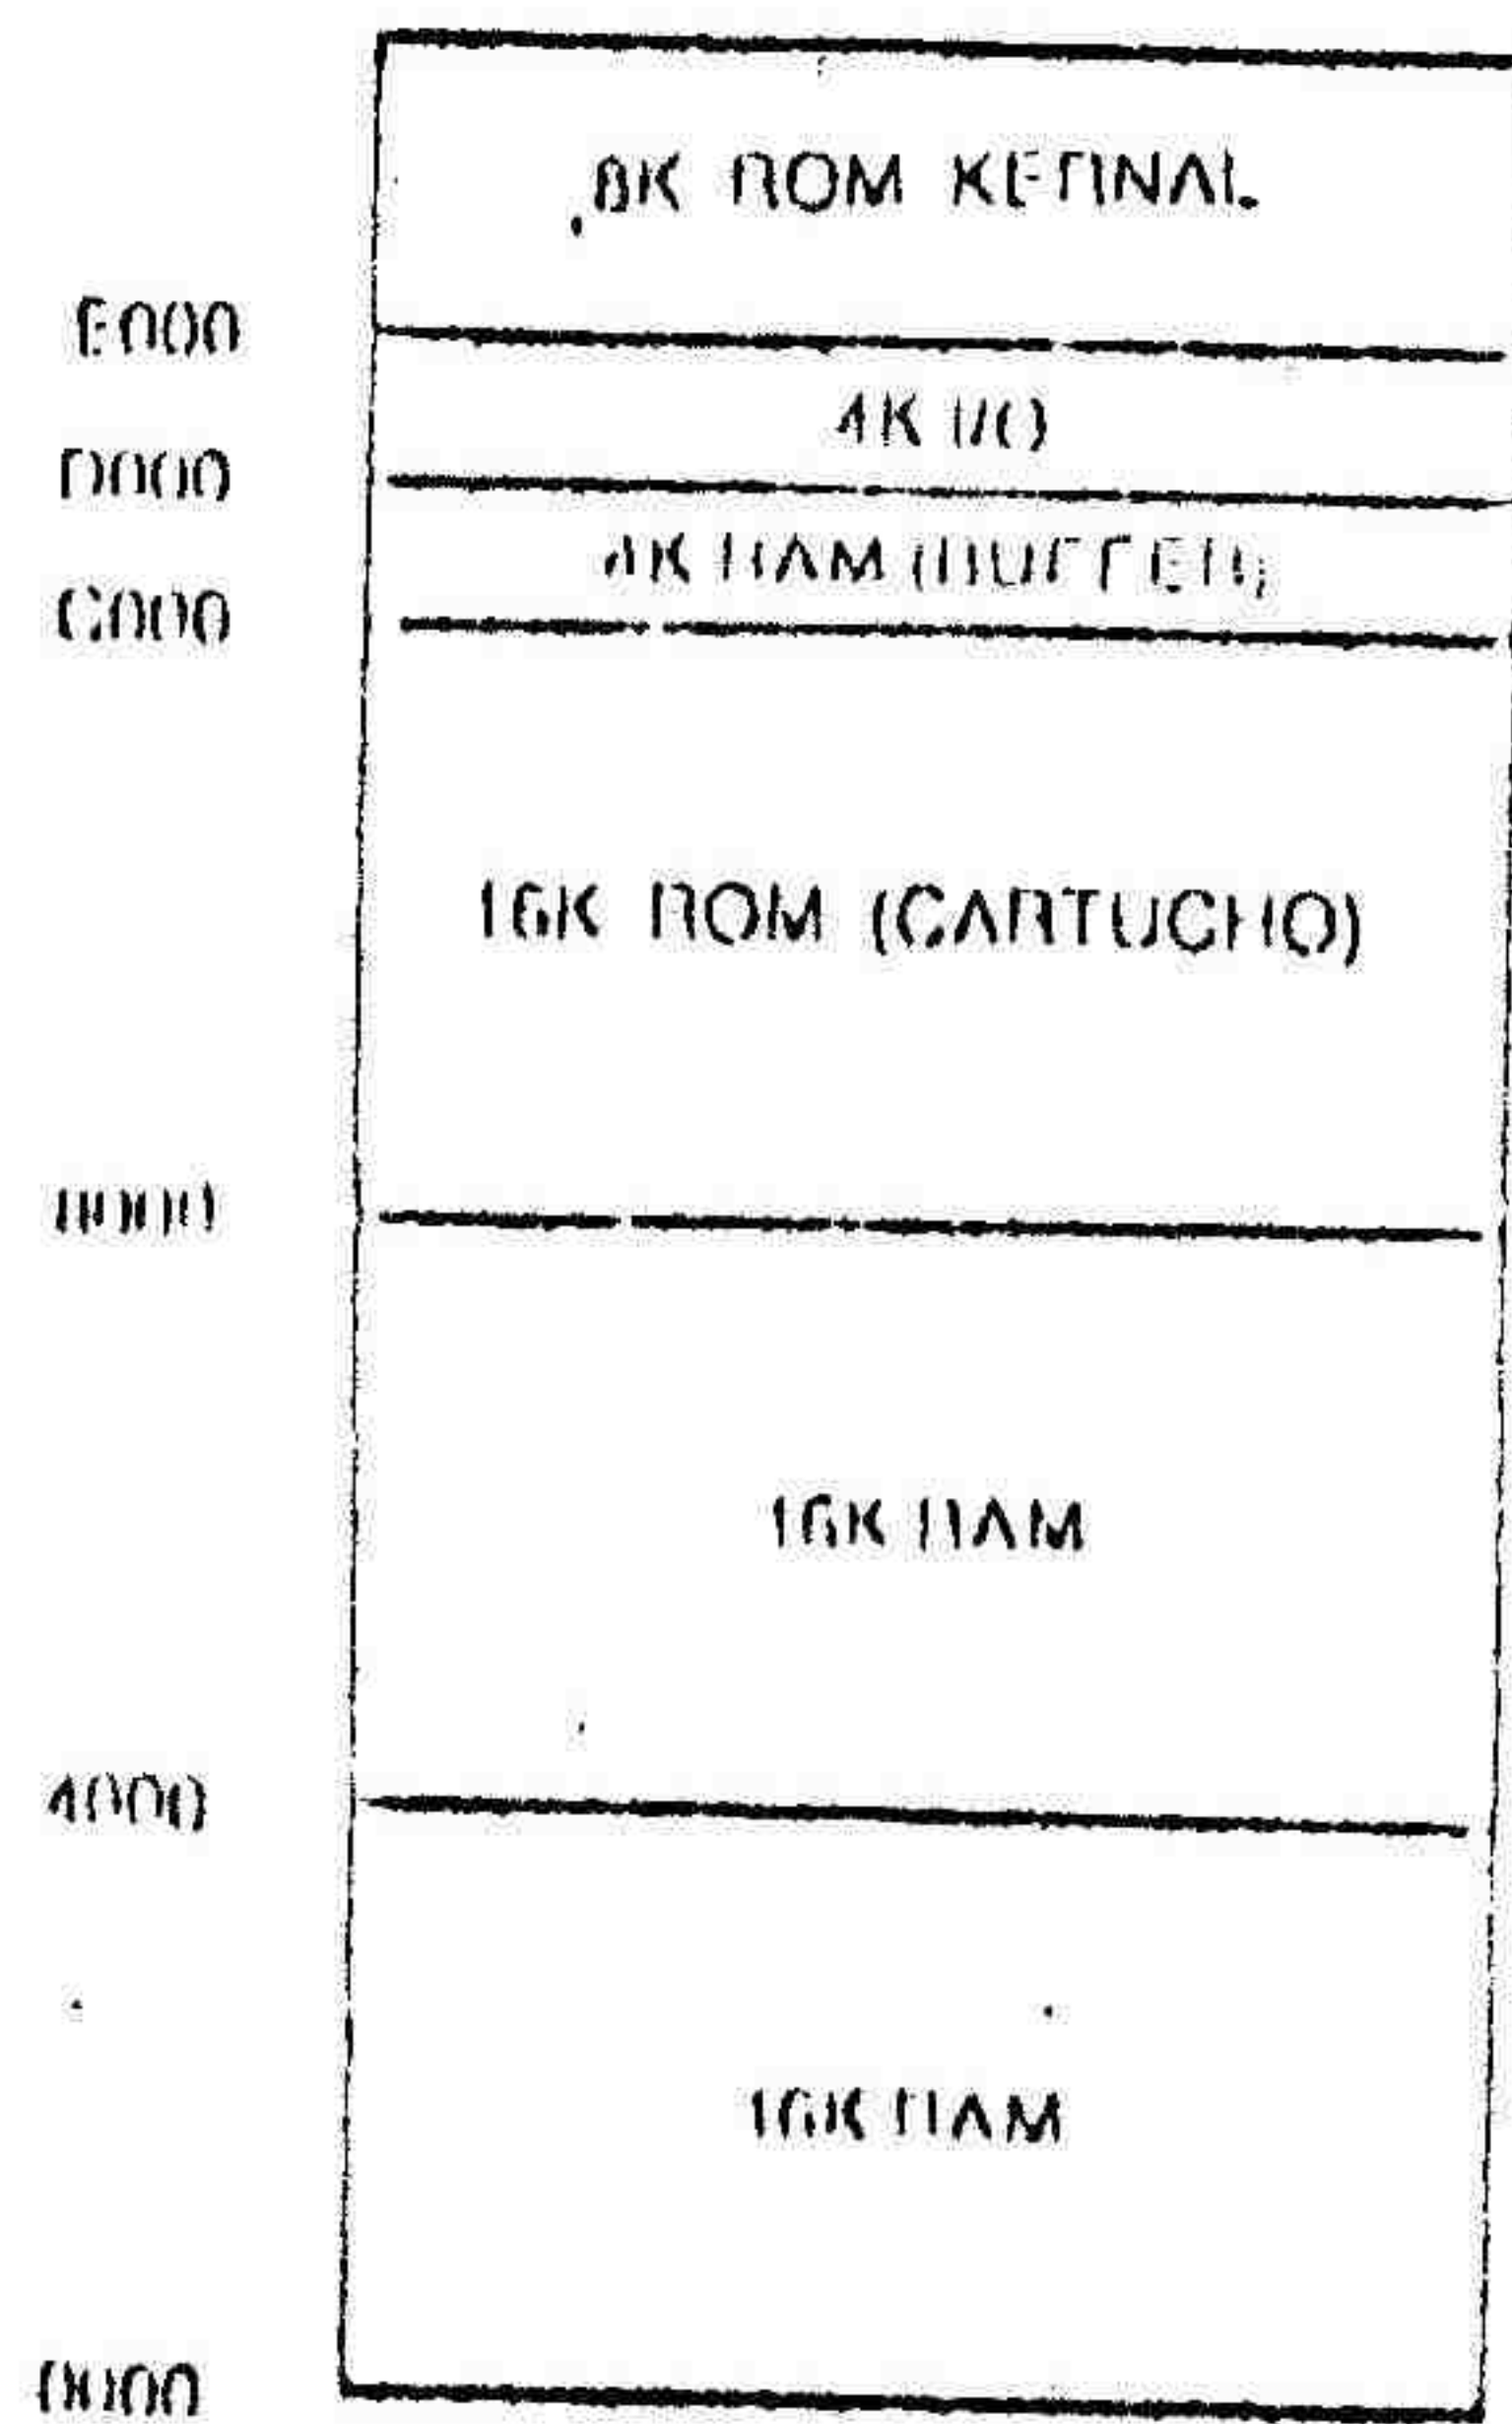 8K ROM KERNAL
E000
4K I/O
D000
4K RAM (BUFFER)
C000
16K ROM (CARTUCHO)
8000
16K RAM
4000
16K RAM
0000